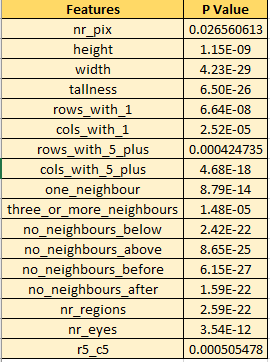 Features P Value
nr_pix 0.026560613
height 1.15E-09
width 4.23E-29
tallness 6.50E-26
rows_with_1 6.64E-08
cols_with_1 2.52E-05
rows_with_5_plus 0.000424735
cols_with_5_plus 4.68E-18
one_neighbour 8.79E-14
three_or_more_neighbours 1.48E-05
no_neighbours_below 2.42E-22
no_neighbours_above 8.65E-25
no_neighbours_before 6.15E-27
no_neighbours_after 1.59E-22
nr_regions 2.59E-22
nr_eyes 3.54E-12
r5_c5 0.000505478